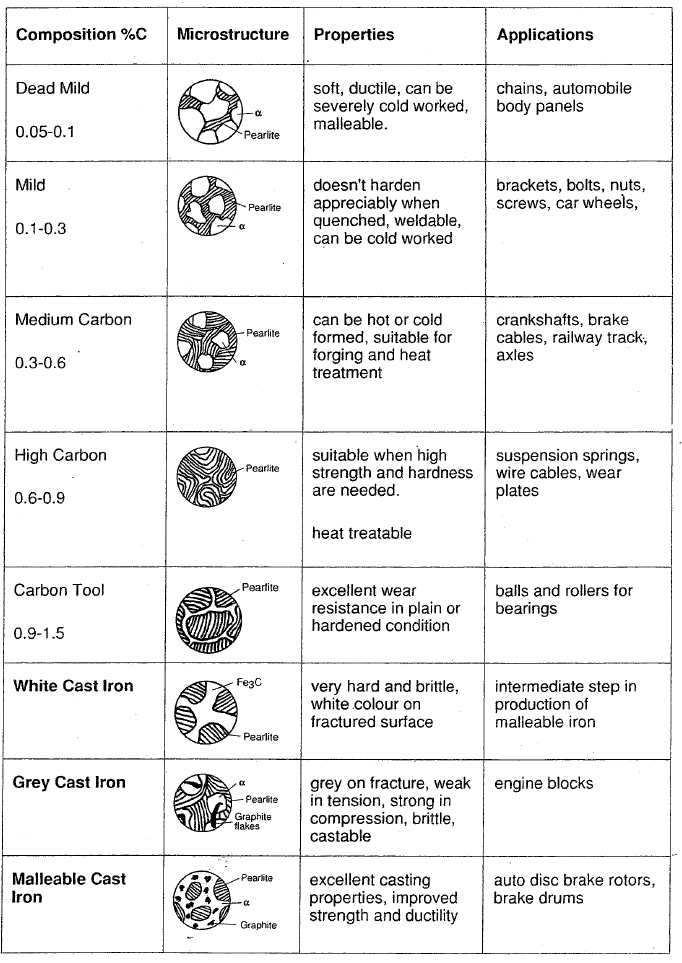 Composition %C
Microstructure
Properties
Applications
Dead Mild
0.05-0.1
α
Pearlite
soft, ductile, can be
severely cold worked,
malleable.
chains, automobile
body panels
Mild
0.1-0.3
Pearlite
α
doesn't harden
appreciably when
quenched, weldable,
can be cold worked
brackets, bolts, nuts,
screws, car wheels,
Medium Carbon
0.3-0.6
Pearlite
α
can be hot or cold
formed, suitable for
forging and heat
treatment
crankshafts, brake
cables, railway track,
axles
High Carbon
0.6-0.9
Pearlite
suitable when high
strength and hardness
are needed.
heat treatable
suspension springs,
wire cables, wear
plates
Carbon Tool
0.9-1.5
Pearlite
excellent wear
resistance in plain or
hardened condition
balls and rollers for
bearings
White Cast Iron
Fe₃C
Pearlite
very hard and brittle,
white colour on
fractured surface
intermediate step in
production of
malleable iron
Grey Cast Iron
α
Pearlite
Graphite
flakes
grey on fracture, weak
in tension, strong in
compression, brittle,
castable
engine blocks
Malleable Cast
Iron
Pearlite
α
Graphite
excellent casting
properties, improved
strength and ductility
auto disc brake rotors,
brake drums